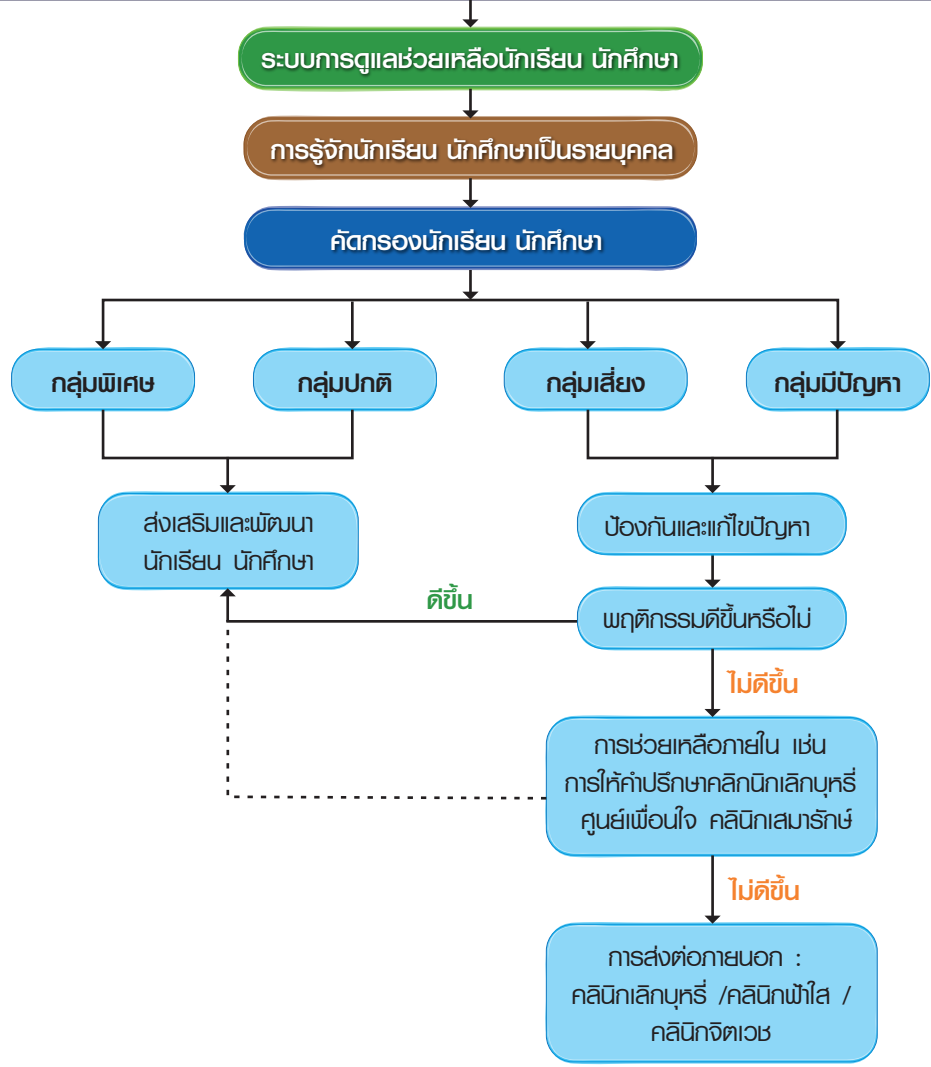 ระบบการดูแลช่วยเหลือนักเรียน นักศึกษา
การรู้จักนักเรียน นักศึกษาเป็นรายบุคคล
คัดกรองนักเรียน นักศึกษา
กลุ่มพิเศษ
กลุ่มปกติ
กลุ่มเสี่ยง
กลุ่มมีปัญหา
ส่งเสริมและพัฒนา
นักเรียน นักศึกษา
ป้องกันและแก้ไขปัญหา
ดีขึ้น
พฤติกรรมดีขึ้นหรือไม่
ไม่ดีขึ้น
การช่วยเหลือภายใน เช่น
การให้คำปรึกษาคลิกนิกเลิกบุหรี่
ศูนย์เพื่อนใจ คลินิกเสมารักษ์
ไม่ดีขึ้น
การส่งต่อภายนอก :
คลินิกเลิกบุหรี่ /คลินิกฟ้าใส /
คลินิกจิตเวช